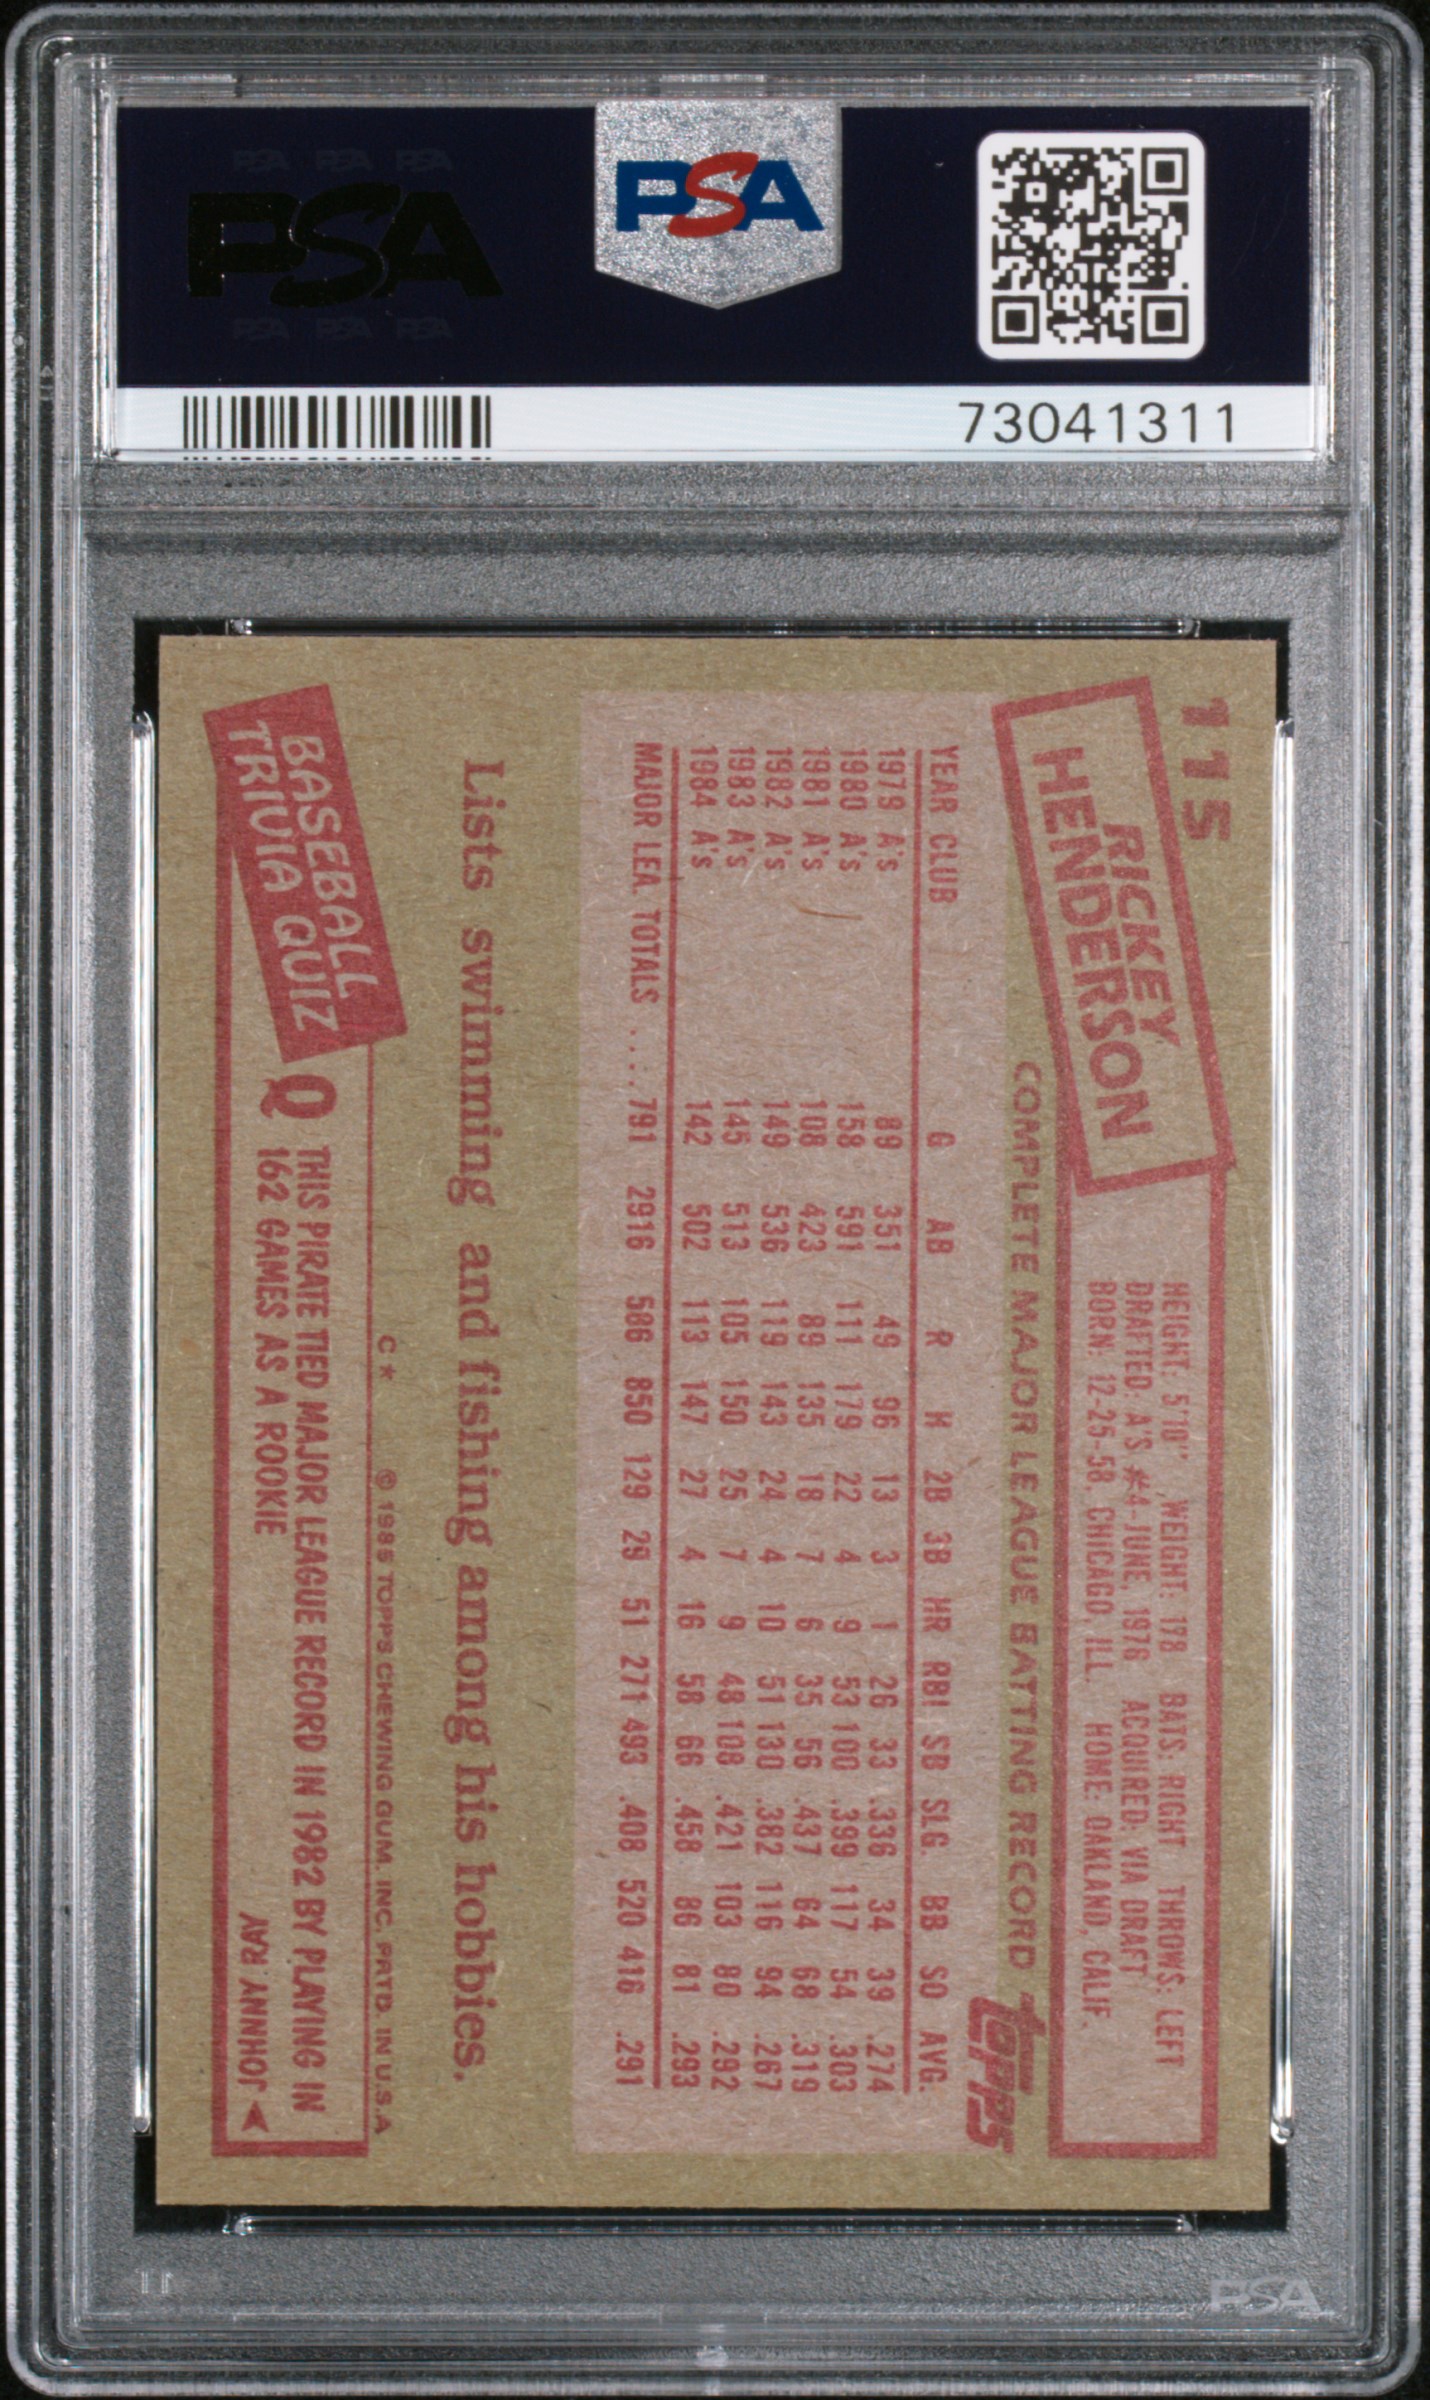 PSA PSA PSA
PSA
PSA PSA PSA
PSA
73041311
115
RICKEY
HENDERSON
HEIGHT: 5'10" WEIGHT: 178 BATS: RIGHT THROWS: LEFT
DRAFTED: A'S #4-JUNE, 1976 ACQUIRED: VIA DRAFT
BORN: 12-25-58, CHICAGO, ILL. HOME: OAKLAND, CALIF.
COMPLETE MAJOR LEAGUE BATTING RECORD
topps
YEAR CLUB G AB R H 2B 3B HR RBI SB SLG. BB SO AVG.
1979 A's 89 351 49 96 13 3 1 26 33 .336 34 39 .274
1980 A's 158 591 111 179 22 4 9 53 100 .399 117 54 .303
1981 A's 108 423 89 135 18 7 6 35 56 .437 64 68 .319
1982 A's 149 536 119 143 24 4 10 51 130 .382 116 94 .267
1983 A's 145 513 105 150 25 7 9 48 108 .421 103 80 .292
1984 A's 142 502 113 147 27 4 16 58 66 .458 86 81 .293
MAJOR LEA. TOTALS .... 791 2916 586 850 129 29 51 271 493 .408 520 416 .291
Lists swimming and fishing among his hobbies.
C* © 1985 TOPPS CHEWING GUM, INC. PRTD. IN U.S.A
BASEBALL
TRIVIA QUIZ
Q THIS PIRATE TIED MAJOR LEAGUE RECORD IN 1982 BY PLAYING IN
162 GAMES AS A ROOKIE
JOHNNY RAY
PSA